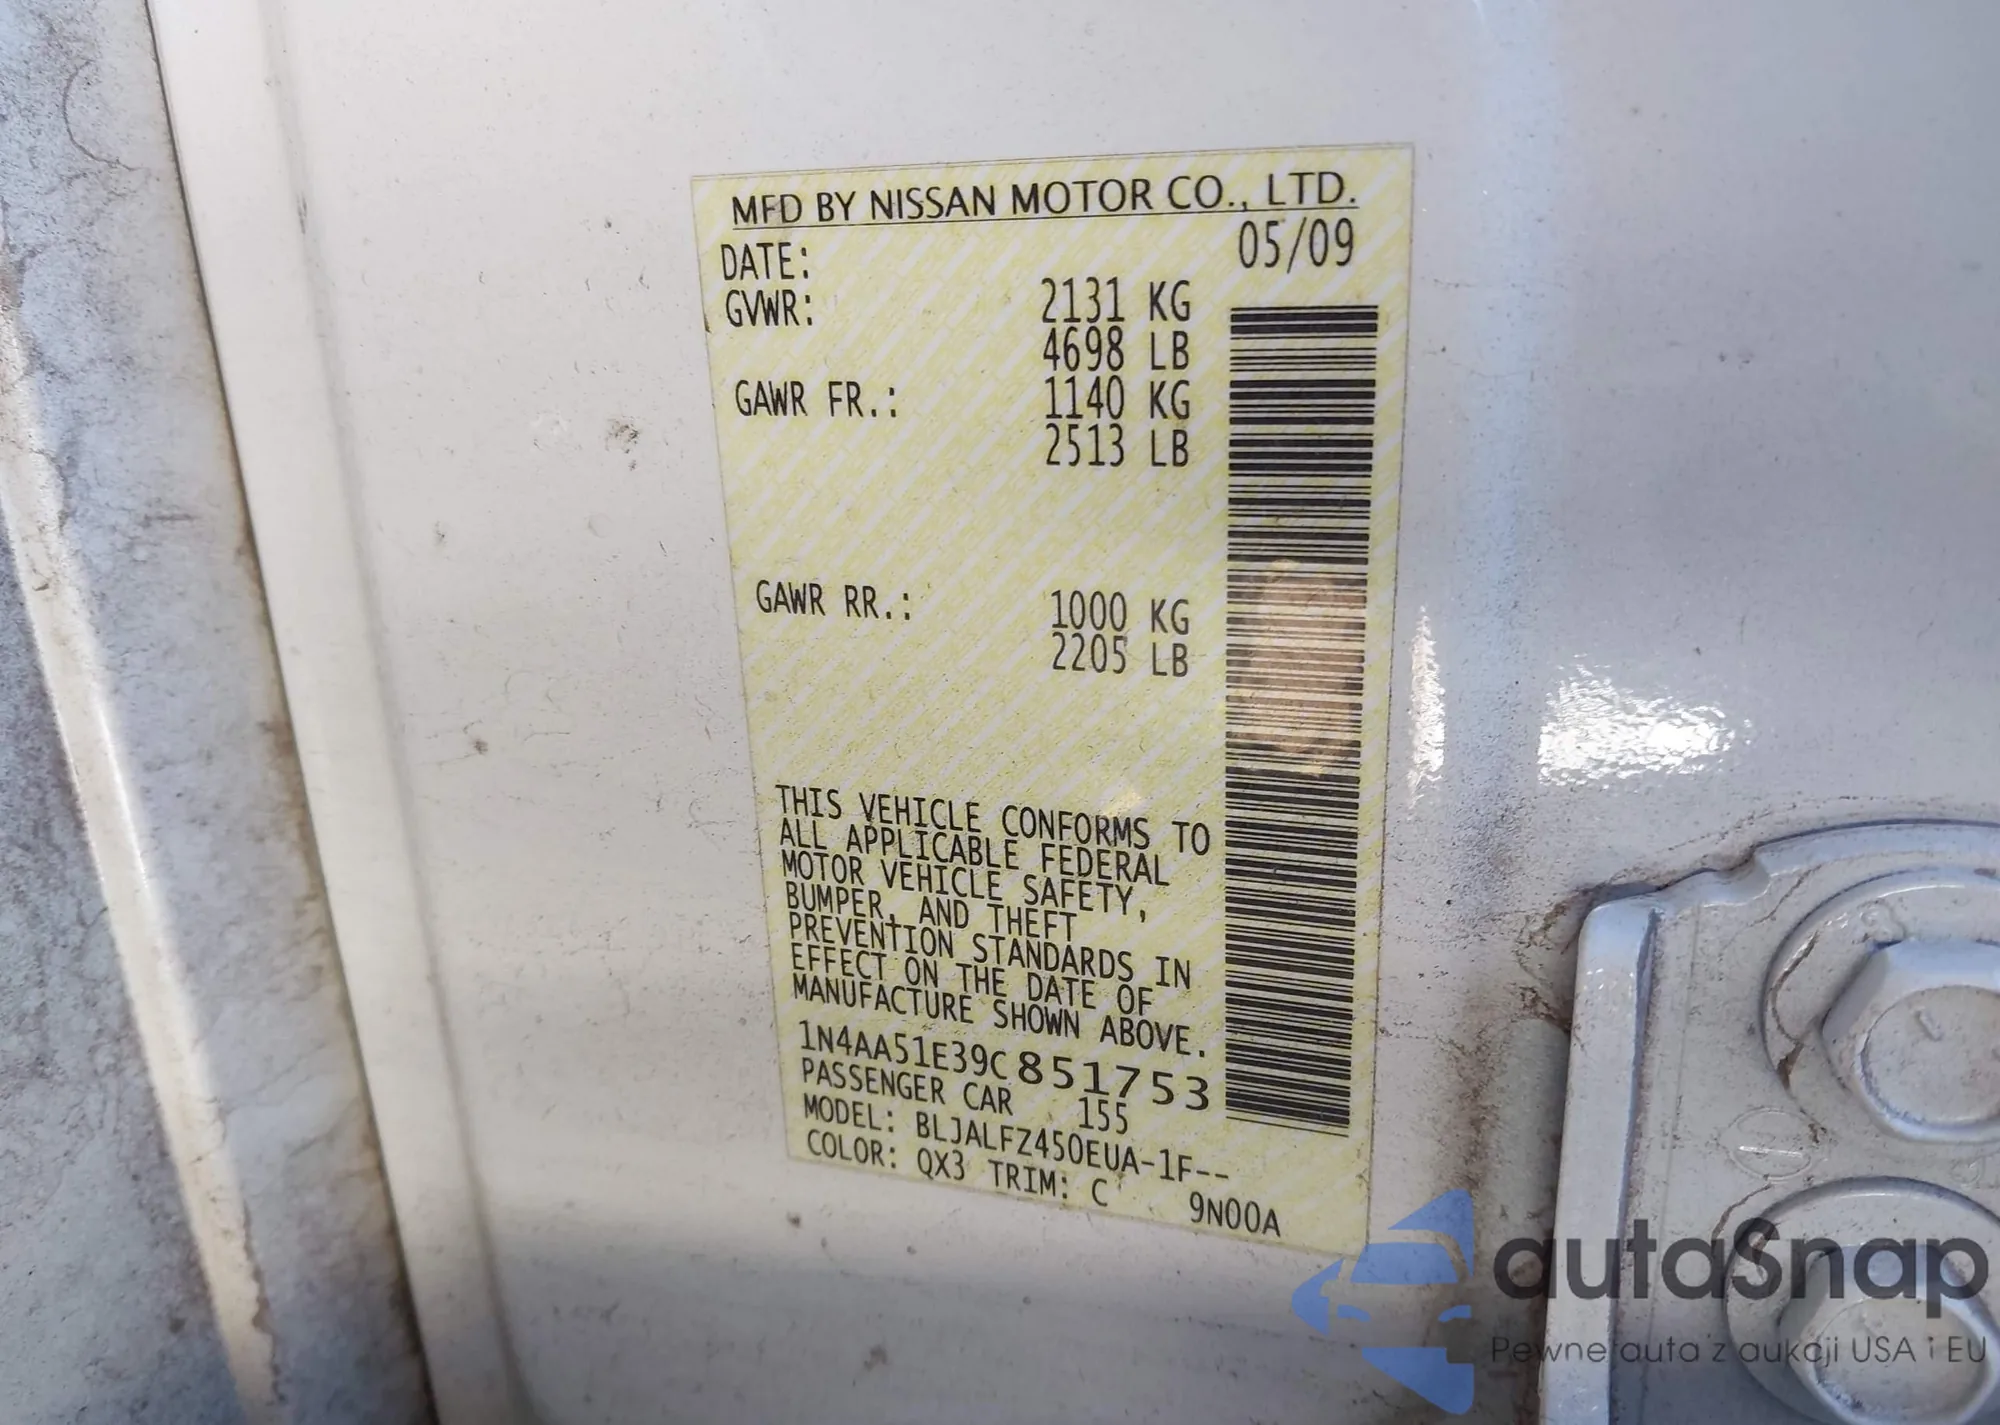 MFD BY NISSAN MOTOR CO., LTD.
DATE: 05/09
GVWR: 2131 KG
4698 LB
GAWR FR.: 1140 KG
2513 LB
GAWR RR.: 1000 KG
2205 LB
THIS VEHICLE CONFORMS TO
ALL APPLICABLE FEDERAL
MOTOR VEHICLE SAFETY,
BUMPER, AND THEFT
PREVENTION STANDARDS IN
EFFECT ON THE DATE OF
MANUFACTURE SHOWN ABOVE.
1N4AA51E39C851753
PASSENGER CAR 155
MODEL: BLJALFZ450EUA-1F--
COLOR: QX3 TRIM: C 9N00A
autaSnap
Pewne auta z aukcji USA i EU